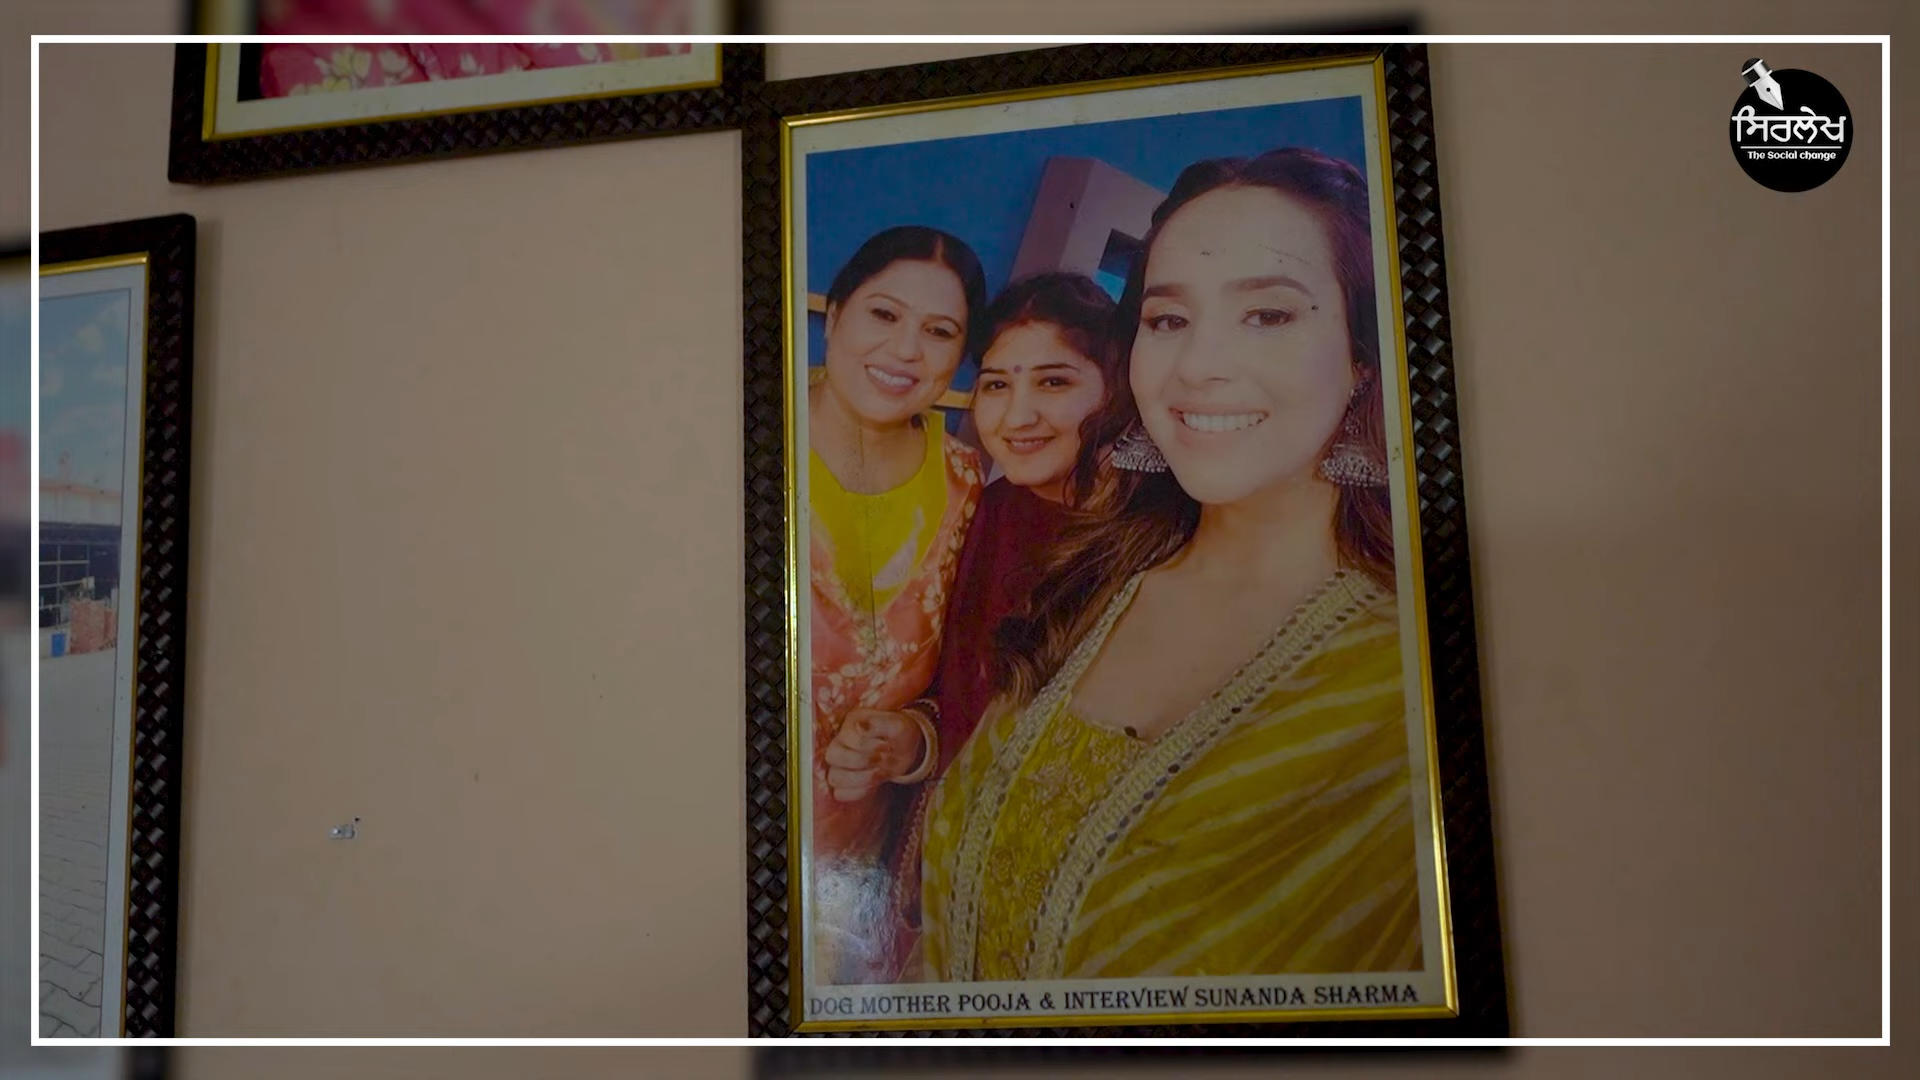 ਸਿਰਲੇਖ
The Social change
DOG MOTHER POOJA & INTERVIEW SUNANDA SHARMA